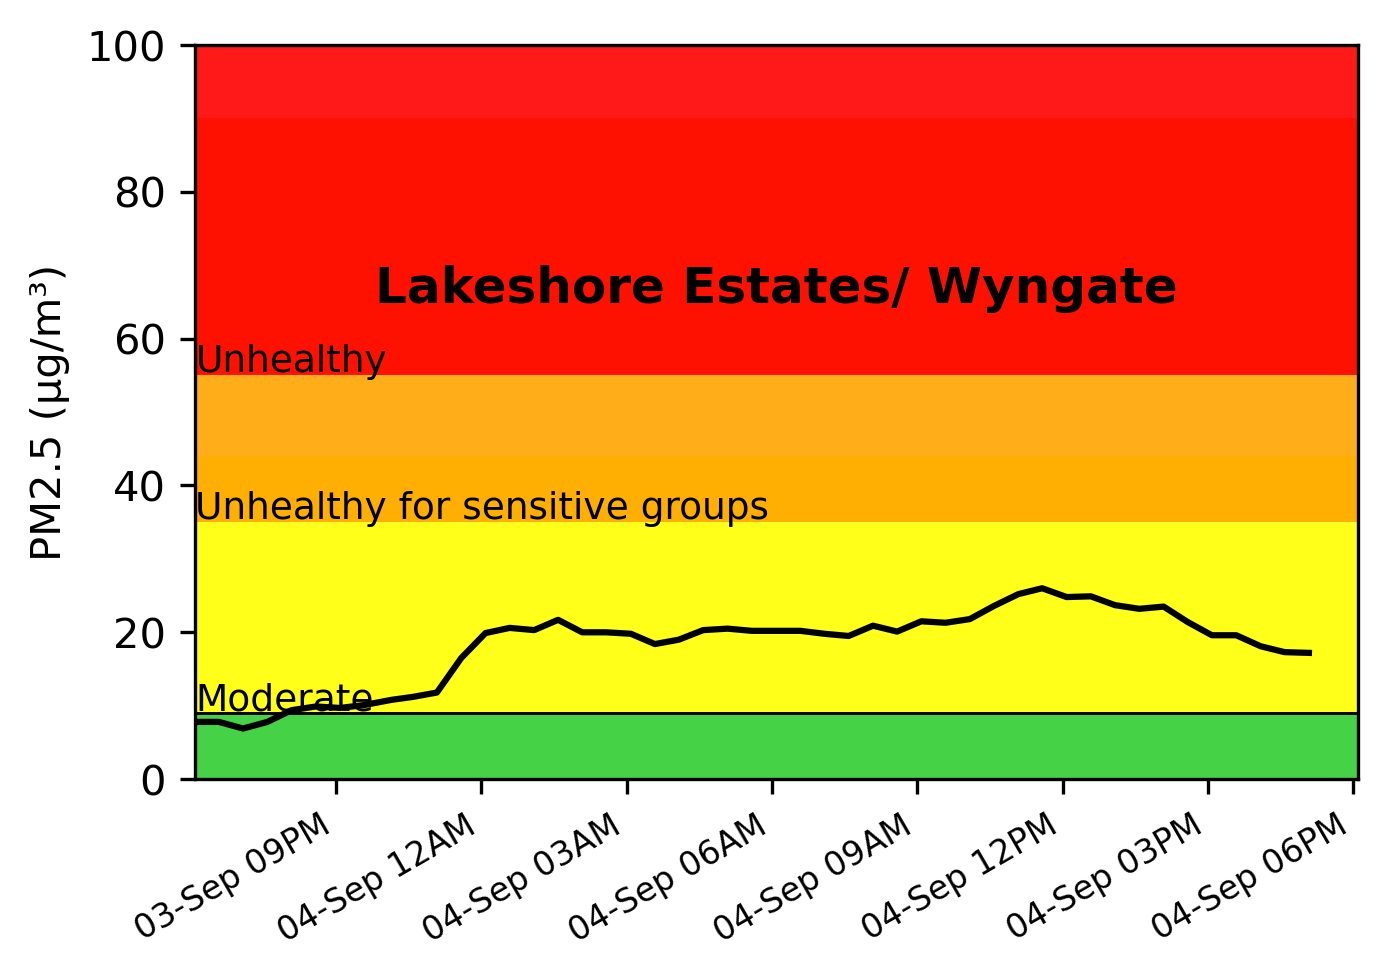 100
80
60
40
20
0
PM2.5 (µg/m³)
Lakeshore Estates/ Wyngate
Unhealthy
Unhealthy for sensitive groups
Moderate
03-Sep 09PM
04-Sep 12AM
04-Sep 03AM
04-Sep 06AM
04-Sep 09AM
04-Sep 12PM
04-Sep 03PM
04-Sep 06PM